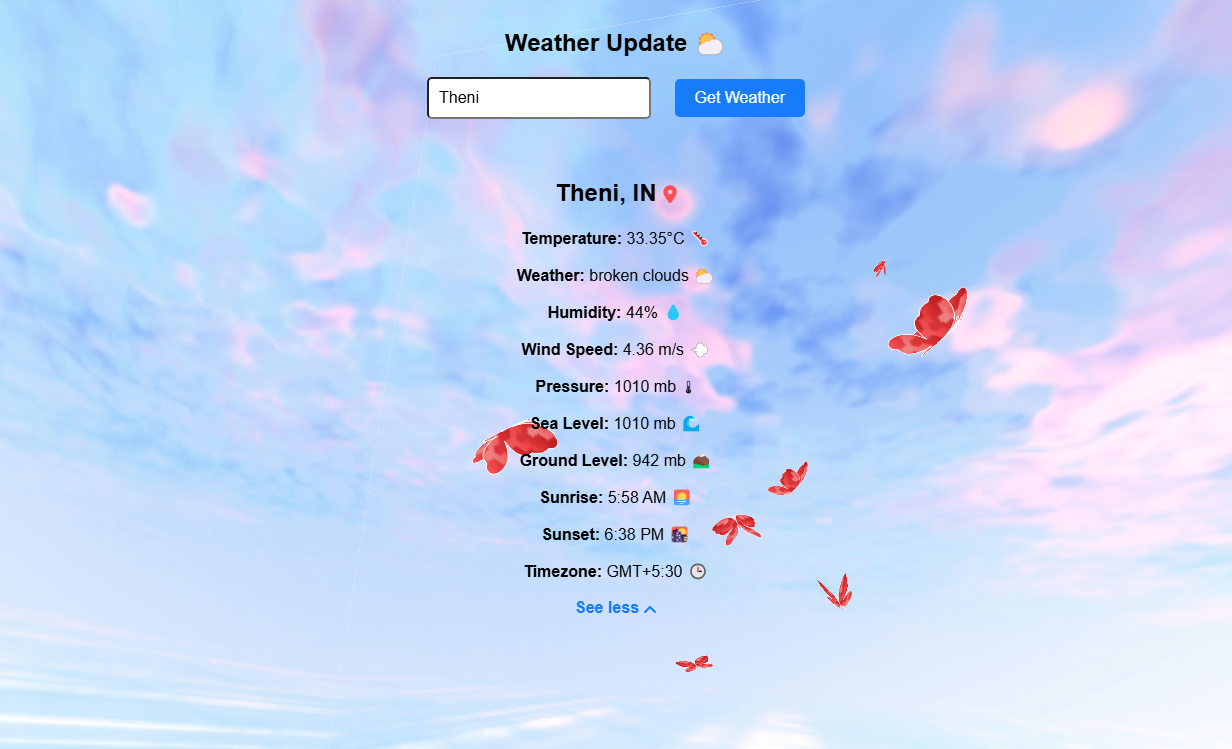 Weather Update
Theni
Get Weather
Theni, IN
Temperature: 33.35°C
Weather: broken clouds
Humidity: 44%
Wind Speed: 4.36 m/s
Pressure: 1010 mb
Sea Level: 1010 mb
Ground Level: 942 mb
Sunrise: 5:58 AM
Sunset: 6:38 PM
Timezone: GMT+5:30
See less